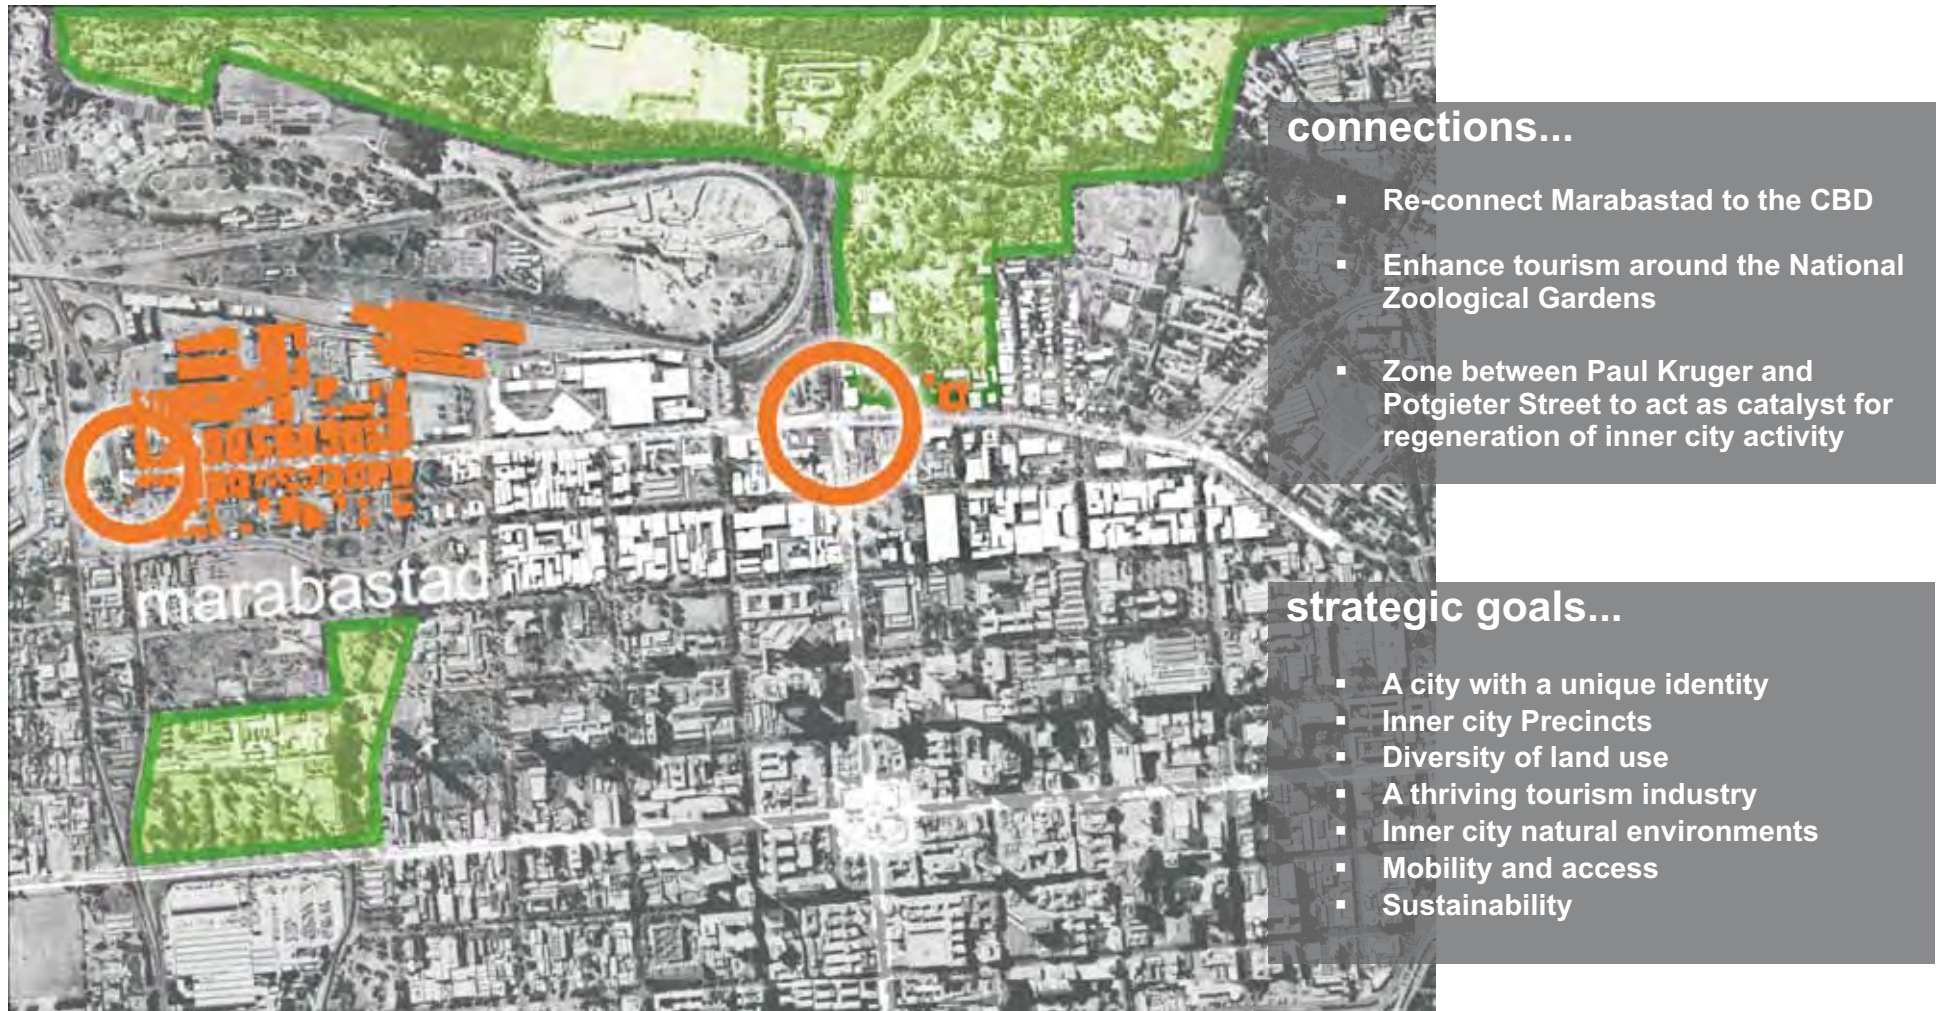 connections...
▪ Re-connect Marabastad to the CBD
▪ Enhance tourism around the National
Zoological Gardens
▪ Zone between Paul Kruger and
Potgieter Street to act as catalyst for
regeneration of inner city activity
marabastad
strategic goals...
▪ A city with a unique identity
▪ Inner city Precincts
▪ Diversity of land use
▪ A thriving tourism industry
▪ Inner city natural environments
▪ Mobility and access
▪ Sustainability